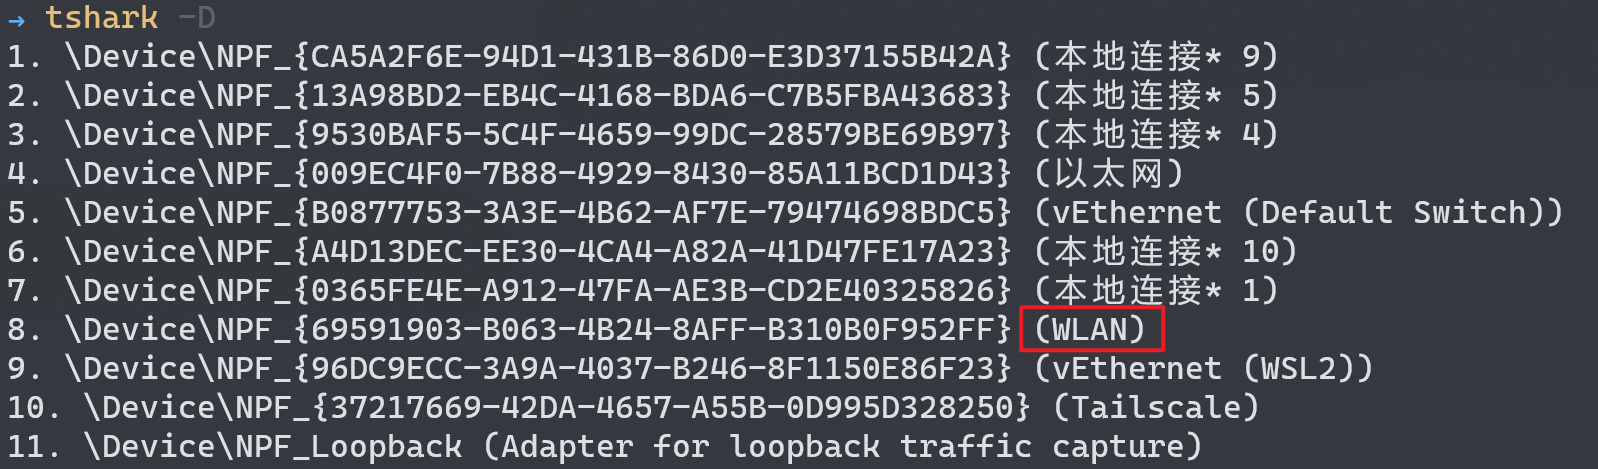 → tshark -D
1. \Device\NPF_{CA5A2F6E-94D1-431B-86D0-E3D37155B42A} (本地连接* 9)
2. \Device\NPF_{13A98BD2-EB4C-4168-BDA6-C7B5FBA43683} (本地连接* 5)
3. \Device\NPF_{9530BAF5-5C4F-4659-99DC-28579BE69B97} (本地连接* 4)
4. \Device\NPF_{009EC4F0-7B88-4929-8430-85A11BCD1D43} (以太网)
5. \Device\NPF_{B0877753-3A3E-4B62-AF7E-79474698BDC5} (vEthernet (Default Switch))
6. \Device\NPF_{A4D13DEC-EE30-4CA4-A82A-41D47FE17A23} (本地连接* 10)
7. \Device\NPF_{0365FE4E-A912-47FA-AE3B-CD2E40325826} (本地连接* 1)
8. \Device\NPF_{69591903-B063-4B24-8AFF-B310B0F952FF} (WLAN)
9. \Device\NPF_{96DC9ECC-3A9A-4037-B246-8F1150E86F23} (vEthernet (WSL2))
10. \Device\NPF_{37217669-42DA-4657-A55B-0D995D328250} (Tailscale)
11. \Device\NPF_Loopback (Adapter for loopback traffic capture)